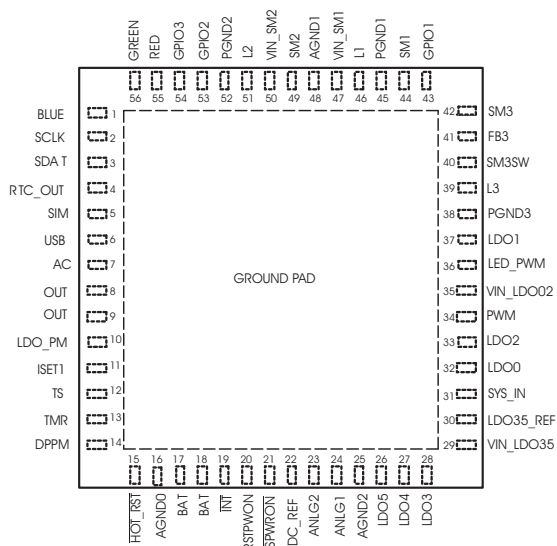 GREEN
RED
GPIO3
GPIO2
PGND2
L2
VIN_SM2
SM2
AGND1
VIN_SM1
L1
PGND1
SM1
GPIO1
56 55 54 53 52 51 50 49 48 47 46 45 44 43
BLUE 1
SCLK 2
SDAT 3
RTC_OUT 4
SIM 5
USB 6
AC 7
OUT 8
OUT 9
LDO_PM 10
ISET1 11
TS 12
TMR 13
DPPM 14
GROUND PAD
42 SM3
41 FB3
40 SM3SW
39 L3
38 PGND3
37 LDO1
36 LED_PWM
35 VIN_LDO02
34 PWM
33 LDO2
32 LDO0
31 SYS_IN
30 LDO35_REF
29 VIN_LDO35
15 16 17 18 19 20 21 22 23 24 25 26 27 28
HOT_RST
AGND0
BAT
BAT
INT
RSTPWON
SPWRON
DC_REF
ANLG2
ANLG1
AGND2
LDO5
LDO4
LDO3